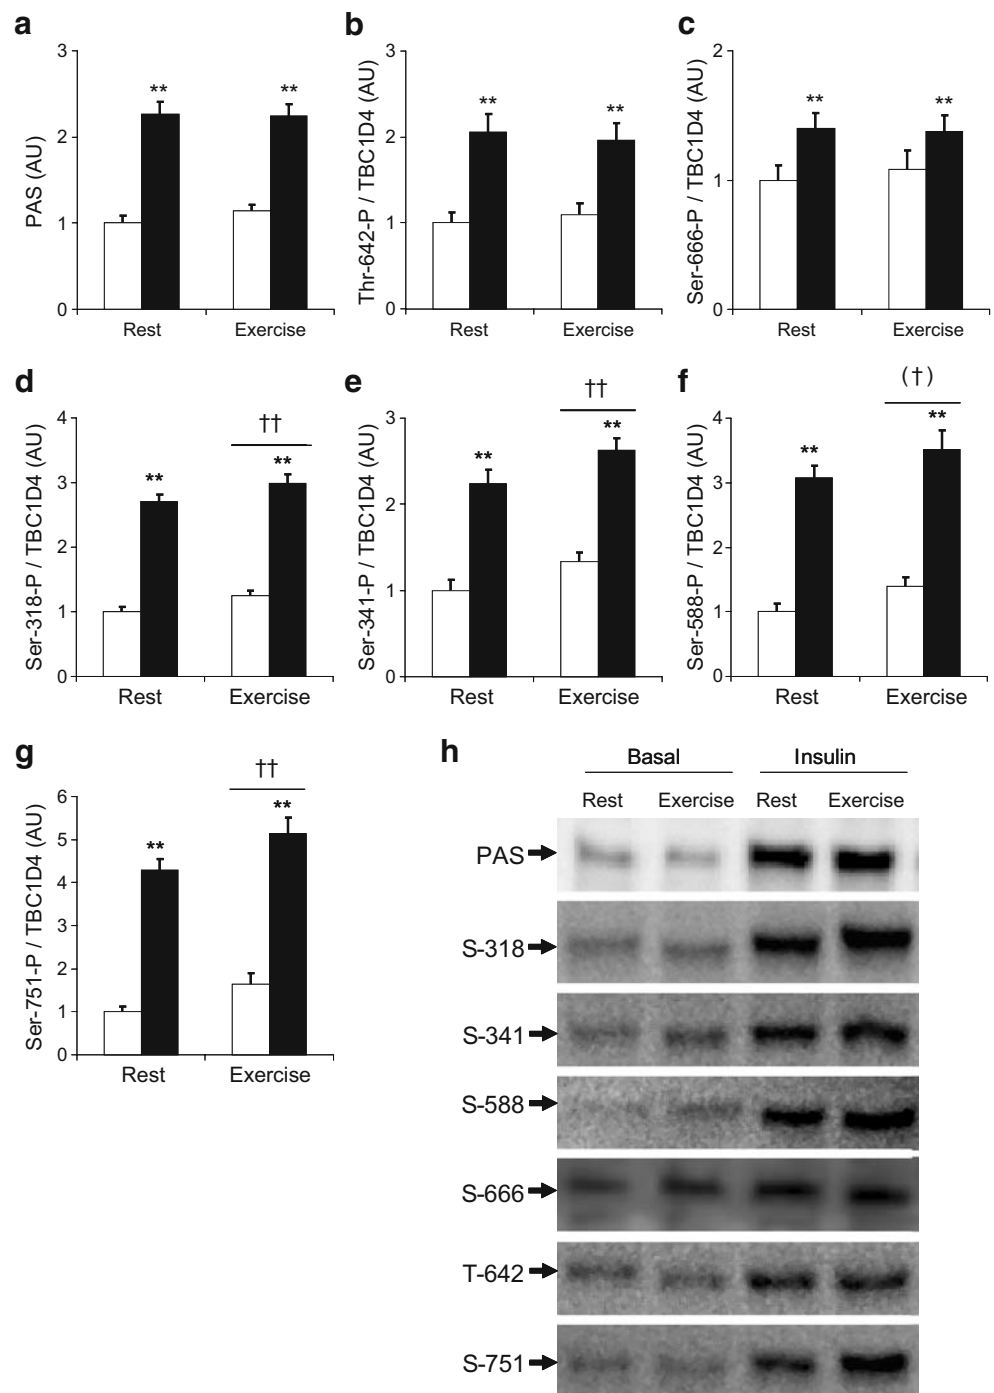 a
PAS (AU)
3
2
1
0
**
**
Rest
Exercise
b
Thr-642-P / TBC1D4 (AU)
3
2
1
0
**
**
Rest
Exercise
c
Ser-666-P / TBC1D4 (AU)
2
1
0
**
**
Rest
Exercise
d
Ser-318-P / TBC1D4 (AU)
4
3
2
1
0
**
††
**
Rest
Exercise
e
Ser-341-P / TBC1D4 (AU)
3
2
1
0
**
††
**
Rest
Exercise
f
Ser-588-P / TBC1D4 (AU)
4
3
2
1
0
**
(†)
**
Rest
Exercise
g
Ser-751-P / TBC1D4 (AU)
6
5
4
3
2
1
0
**
††
**
Rest
Exercise
h
Basal Insulin
Rest Exercise Rest Exercise
PAS
S-318
S-341
S-588
S-666
T-642
S-751